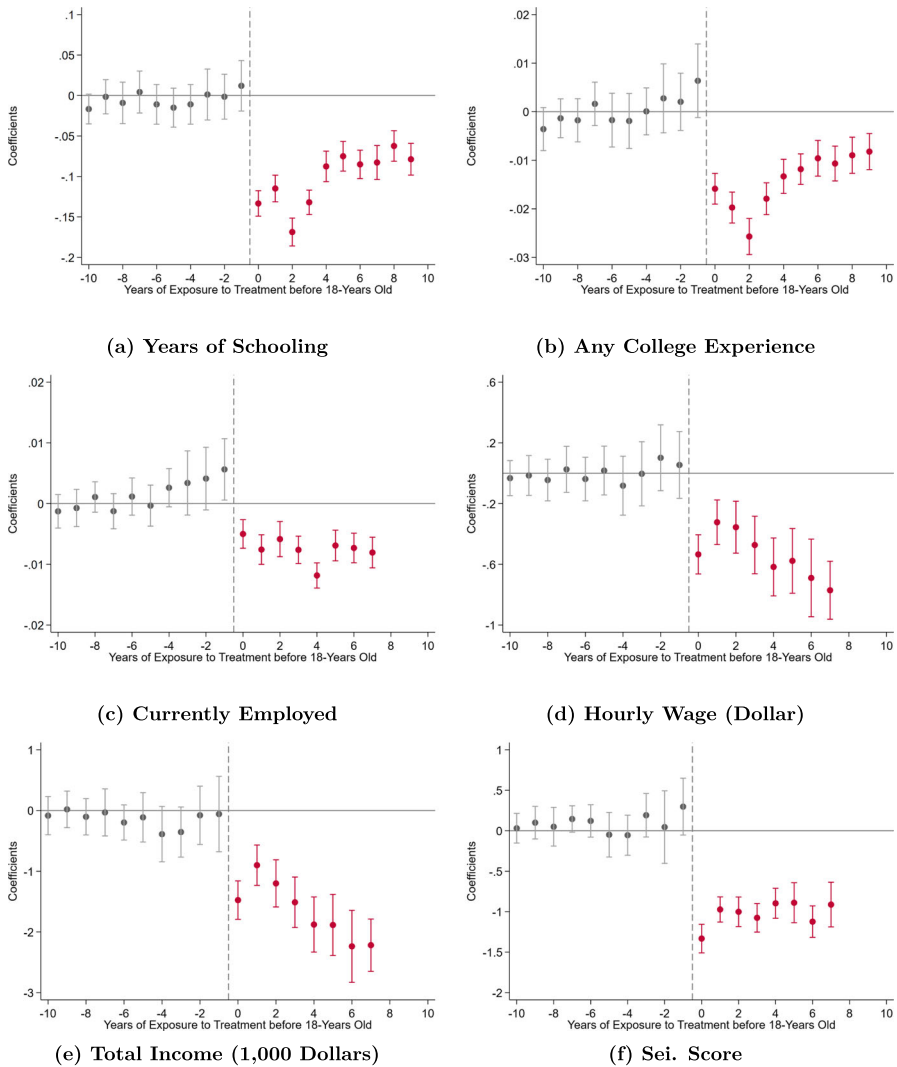 Coefficients
.1
.05
0
-.05
-.1
-.15
-.2
-10 -8 -6 -4 -2 0 2 4 6 8 10
Years of Exposure to Treatment before 18-Years Old
(a) Years of Schooling
Coefficients
.02
.01
0
-.01
-.02
-.03
-10 -8 -6 -4 -2 0 2 4 6 8 10
Years of Exposure to Treatment before 18-Years Old
(b) Any College Experience
Coefficients
.02
.01
0
-.01
-.02
-10 -8 -6 -4 -2 0 2 4 6 8 10
Years of Exposure to Treatment before 18-Years Old
(c) Currently Employed
Coefficients
.6
.2
-.2
-.6
-1
-10 -8 -6 -4 -2 0 2 4 6 8 10
Years of Exposure to Treatment before 18-Years Old
(d) Hourly Wage (Dollar)
Coefficients
1
0
-1
-2
-3
-10 -8 -6 -4 -2 0 2 4 6 8 10
Years of Exposure to Treatment before 18-Years Old
(e) Total Income (1,000 Dollars)
Coefficients
1
.5
0
-.5
-1
-1.5
-2
-10 -8 -6 -4 -2 0 2 4 6 8 10
Years of Exposure to Treatment before 18-Years Old
(f) Sei. Score